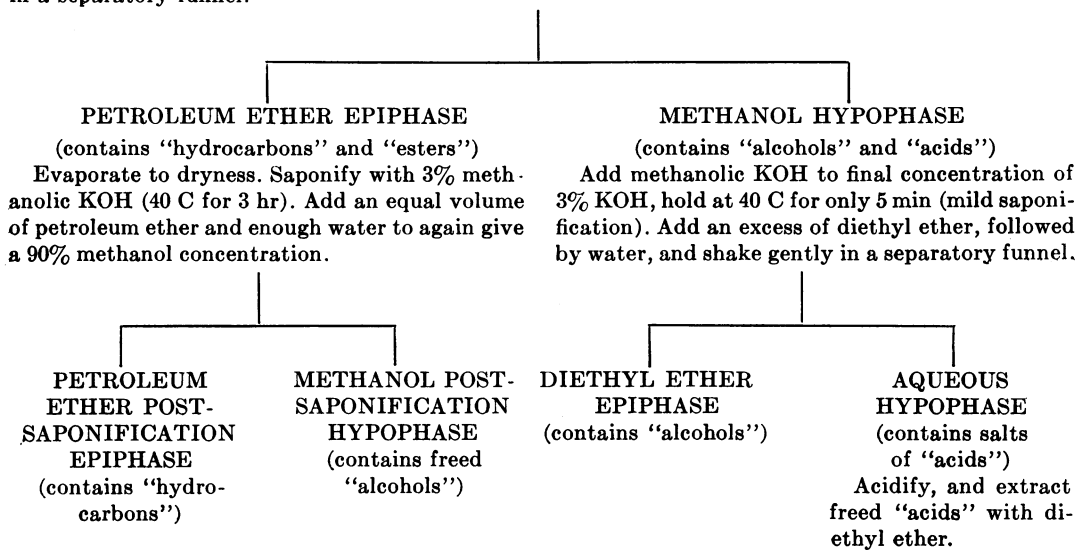 in a separatory funnel.
PETROLEUM ETHER EPIPHASE
(contains “hydrocarbons” and “esters”)
Evaporate to dryness. Saponify with 3% meth-
anolic KOH (40 C for 3 hr). Add an equal volume
of petroleum ether and enough water to again give
a 90% methanol concentration.
METHANOL HYPOPHASE
(contains “alcohols” and “acids”)
Add methanolic KOH to final concentration of
3% KOH, hold at 40 C for only 5 min (mild saponi-
fication). Add an excess of diethyl ether, followed
by water, and shake gently in a separatory funnel.
PETROLEUM
ETHER POST-
SAPONIFICATION
EPIPHASE
(contains “hydro-
carbons”)
METHANOL POST-
SAPONIFICATION
HYPOPHASE
(contains freed
“alcohols”)
DIETHYL ETHER
EPIPHASE
(contains “alcohols”)
AQUEOUS
HYPOPHASE
(contains salts
of “acids”)
Acidify, and extract
freed “acids” with di-
ethyl ether.